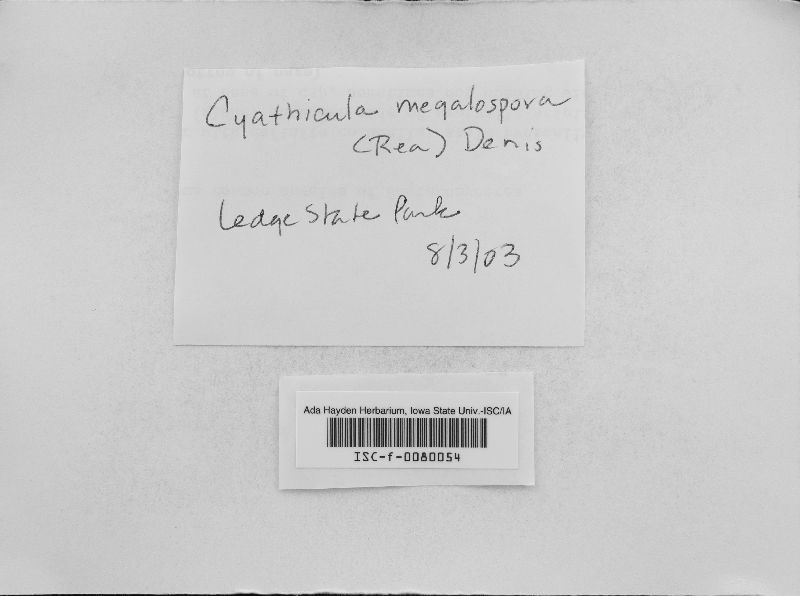 Cyathicula megalospora
(Rea) Denis
Ledge State Park
8/3/03
Ada Hayden Herbarium, Iowa State Univ.-ISC/IA
ISC-f-0080054